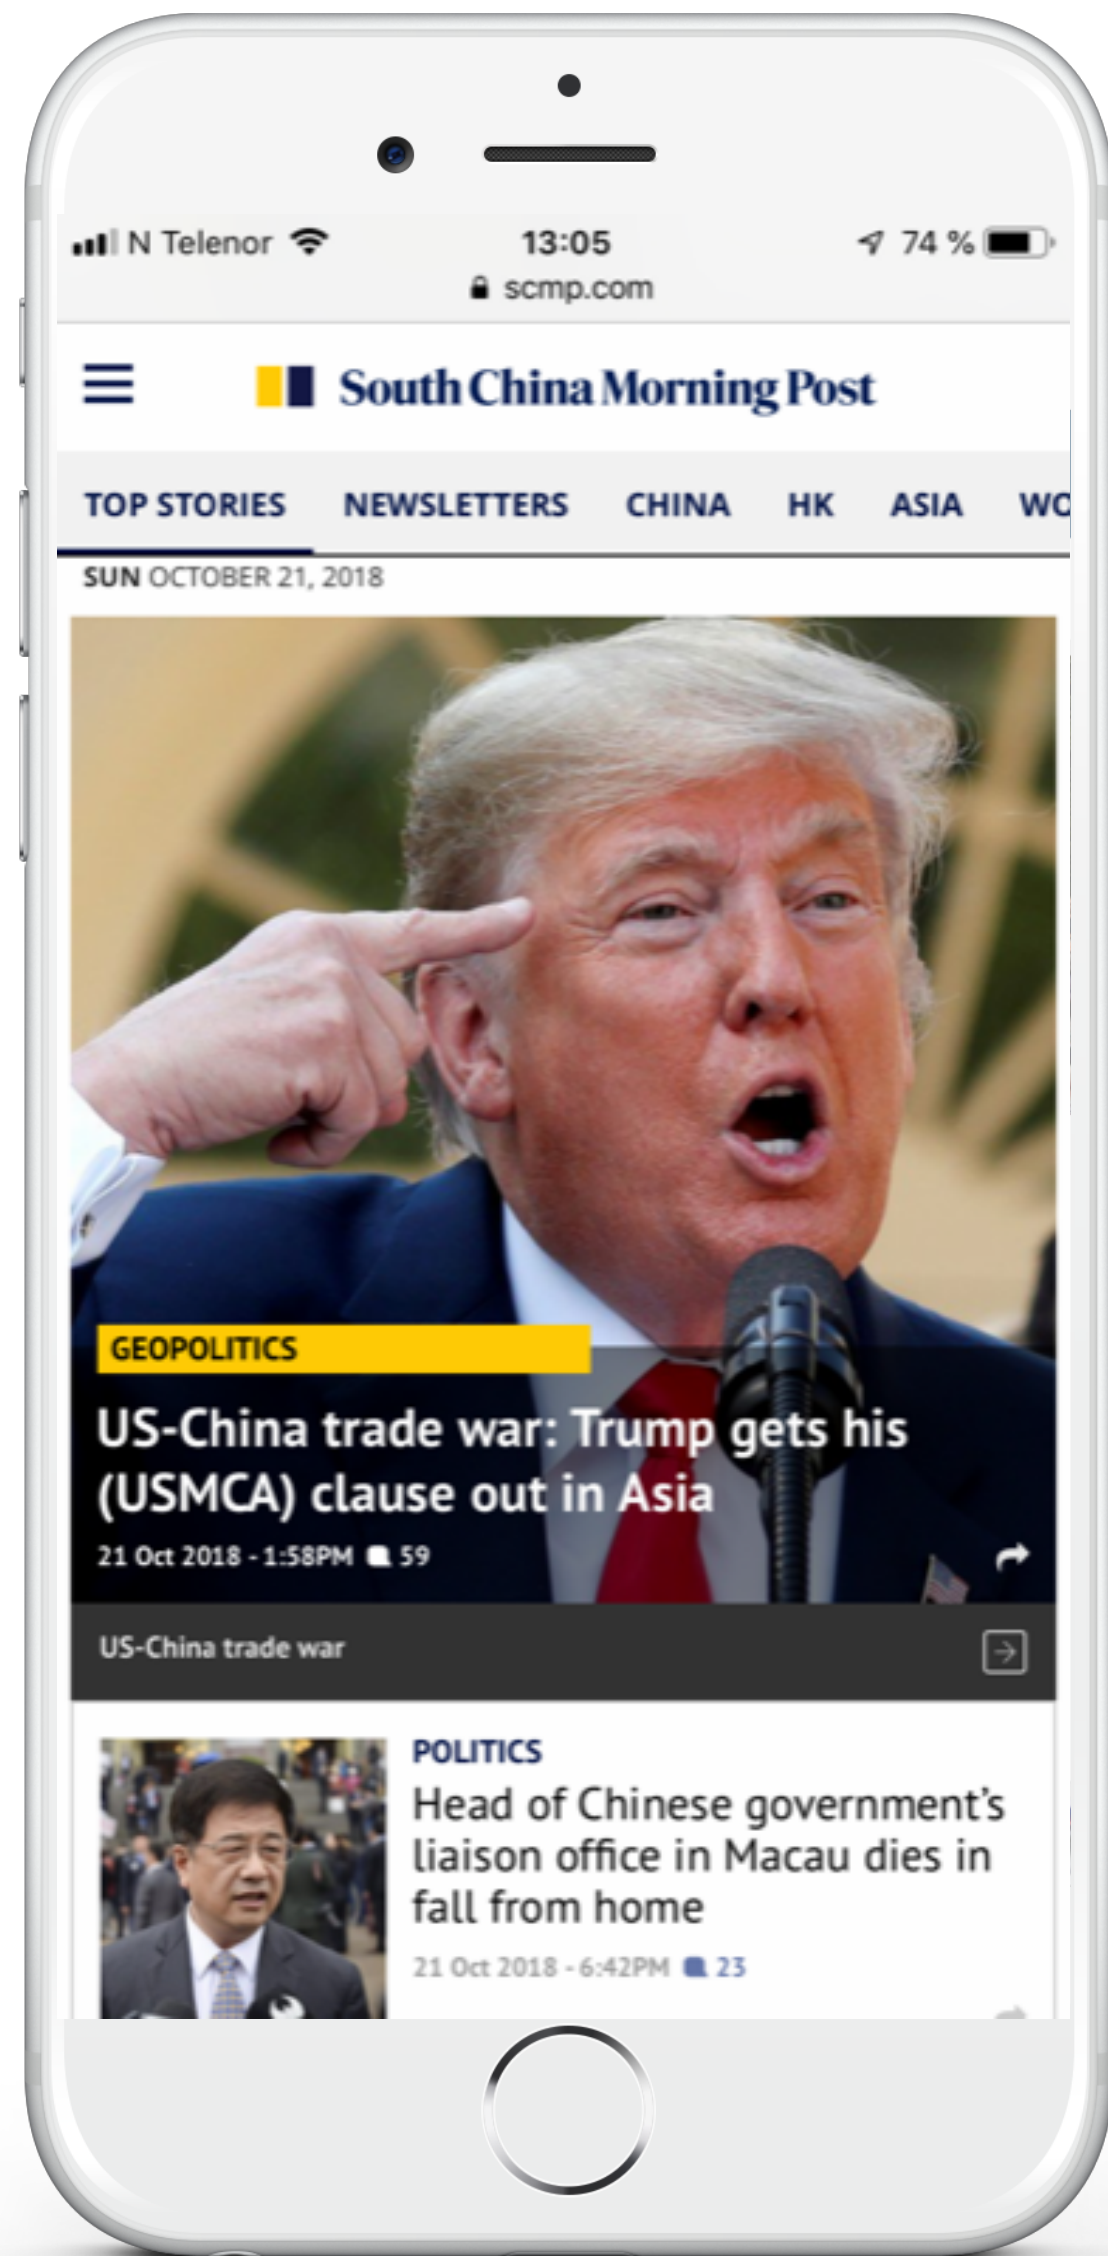 N Telenor 13:05 74 %
scmp.com
South China Morning Post
TOP STORIES NEWSLETTERS CHINA HK ASIA WO
SUN OCTOBER 21, 2018
GEOPOLITICS
US-China trade war: Trump gets his
(USMCA) clause out in Asia
21 Oct 2018 - 1:58PM 59
US-China trade war
POLITICS
Head of Chinese government’s
liaison office in Macau dies in
fall from home
21 Oct 2018 - 6:42PM 23